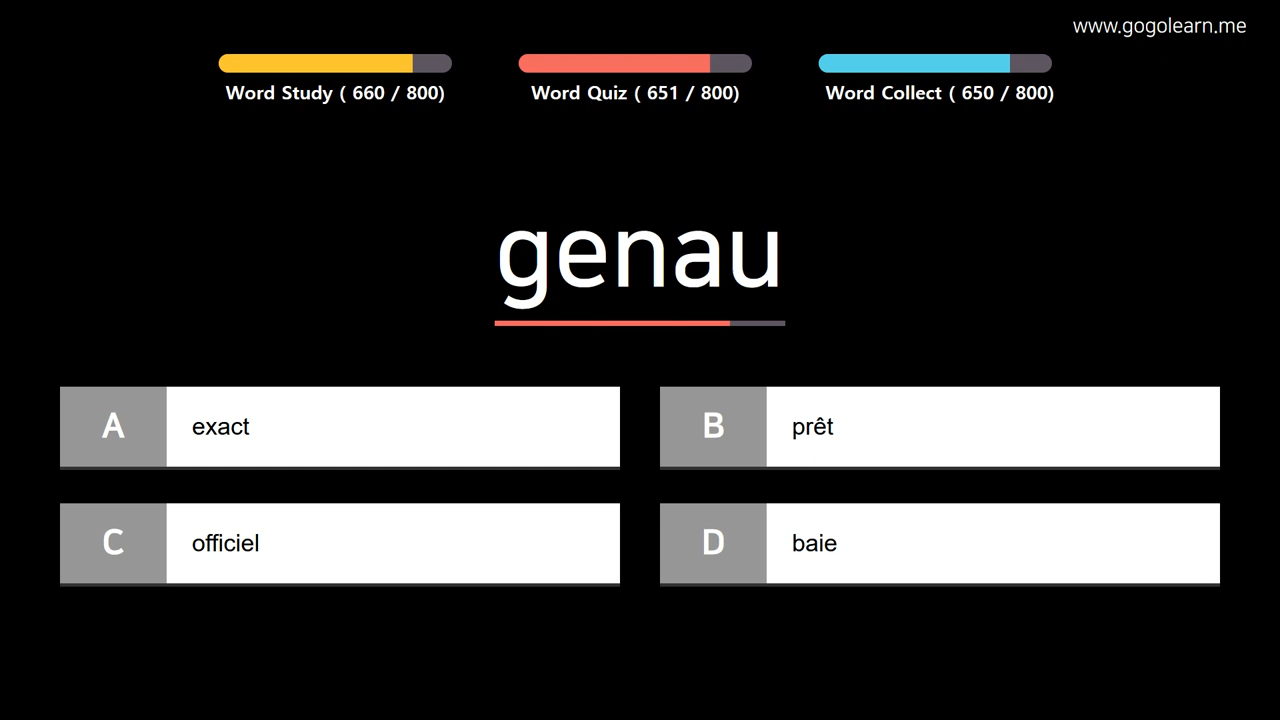 www.gogolearn.me
Word Study ( 660 / 800)
Word Quiz ( 651 / 800)
Word Collect ( 650 / 800)
genau
A exact
B prêt
C officiel
D baie